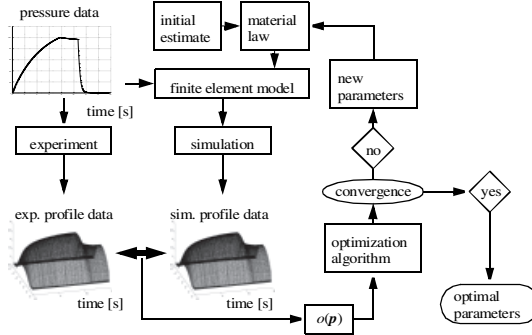 pressure data
time [s]
initial
estimate
material
law
finite element model
new
parameters
experiment
simulation
no
convergence
yes
exp. profile data
sim. profile data
optimization
algorithm
time [s]
time [s]
o(p)
optimal
parameters